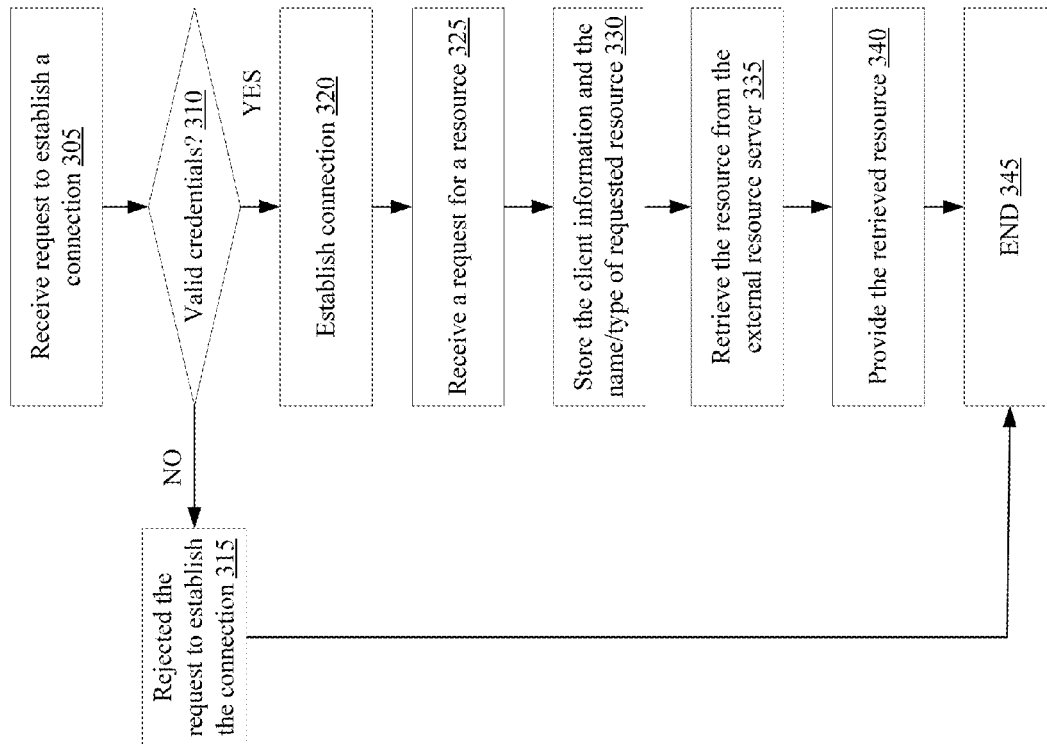 Receive request to establish a
connection 305
Valid credentials? 310
YES
NO
Rejected the
request to establish
the connection 315
Establish connection 320
Receive a request for a resource 325
Store the client information and the
name/type of requested resource 330
Retrieve the resource from the
external resource server 335
Provide the retrieved resource 340
END 345